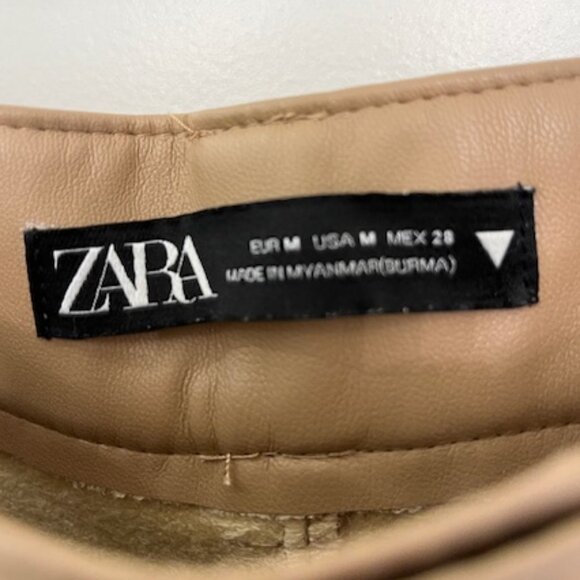 ZARA
EUR M USA M MEX 28
MADE IN MYANMAR(BURMA)